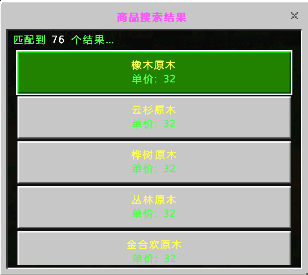 商品搜索结果
匹配到 76 个结果...
橡木原木
单价: 32
云杉原木
单价: 32
桦树原木
单价: 32
丛林原木
单价: 32
金合欢原木
单价: 32